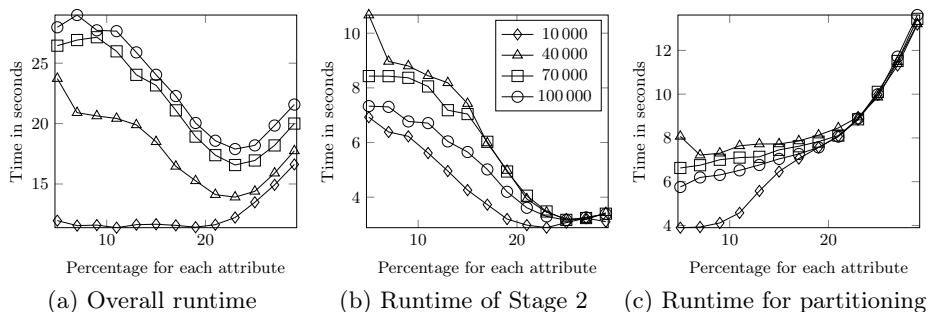 25
20
15
10
20
Time in seconds
Percentage for each attribute
(a) Overall runtime
10
8
6
4
10
20
Time in seconds
Percentage for each attribute
10 000
40 000
70 000
100 000
(b) Runtime of Stage 2
12
10
8
6
4
10
20
Time in seconds
Percentage for each attribute
(c) Runtime for partitioning